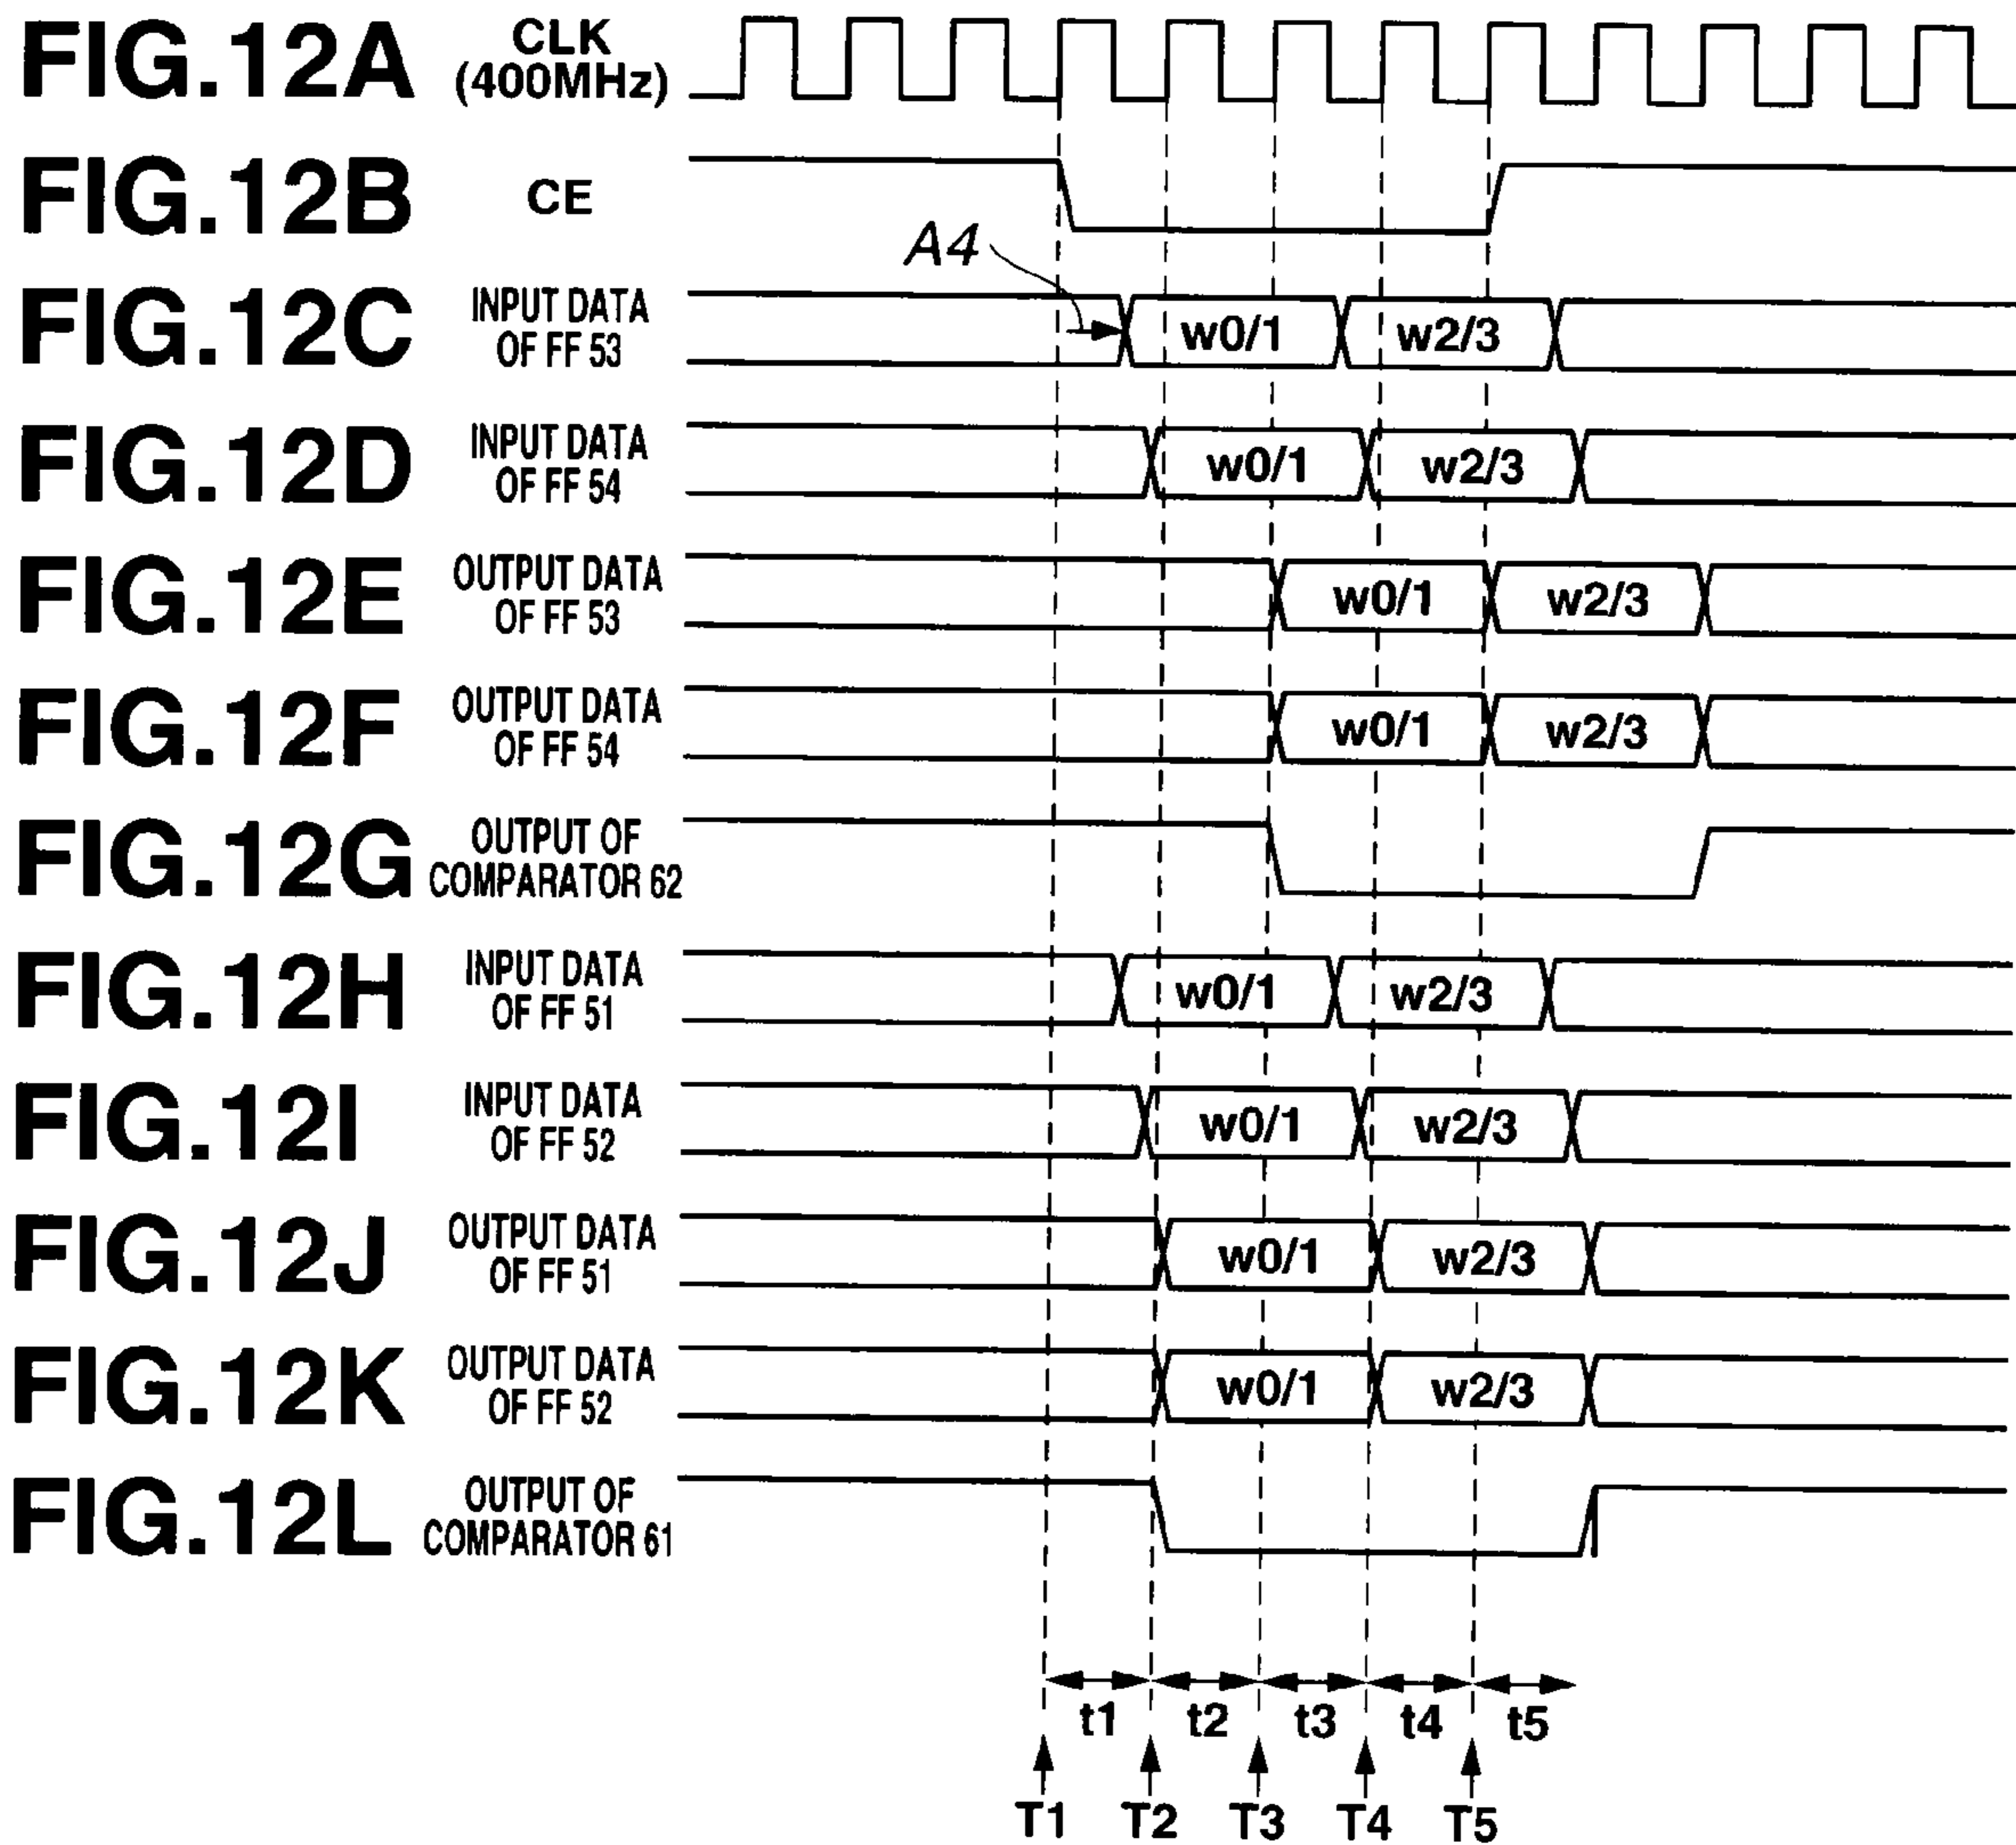 FIG.12A
CLK
(400MHz)
FIG.12B
CE
A4
FIG.12C
INPUT DATA
OF FF 53
w0/1
w2/3
FIG.12D
INPUT DATA
OF FF 54
w0/1
w2/3
FIG.12E
OUTPUT DATA
OF FF 53
w0/1
w2/3
FIG.12F
OUTPUT DATA
OF FF 54
w0/1
w2/3
FIG.12G
OUTPUT OF
COMPARATOR 62
FIG.12H
INPUT DATA
OF FF 51
w0/1
w2/3
FIG.12I
INPUT DATA
OF FF 52
w0/1
w2/3
FIG.12J
OUTPUT DATA
OF FF 51
w0/1
w2/3
FIG.12K
OUTPUT DATA
OF FF 52
w0/1
w2/3
FIG.12L
OUTPUT OF
COMPARATOR 61
t1 t2 t3 t4 t5
T1 T2 T3 T4 T5